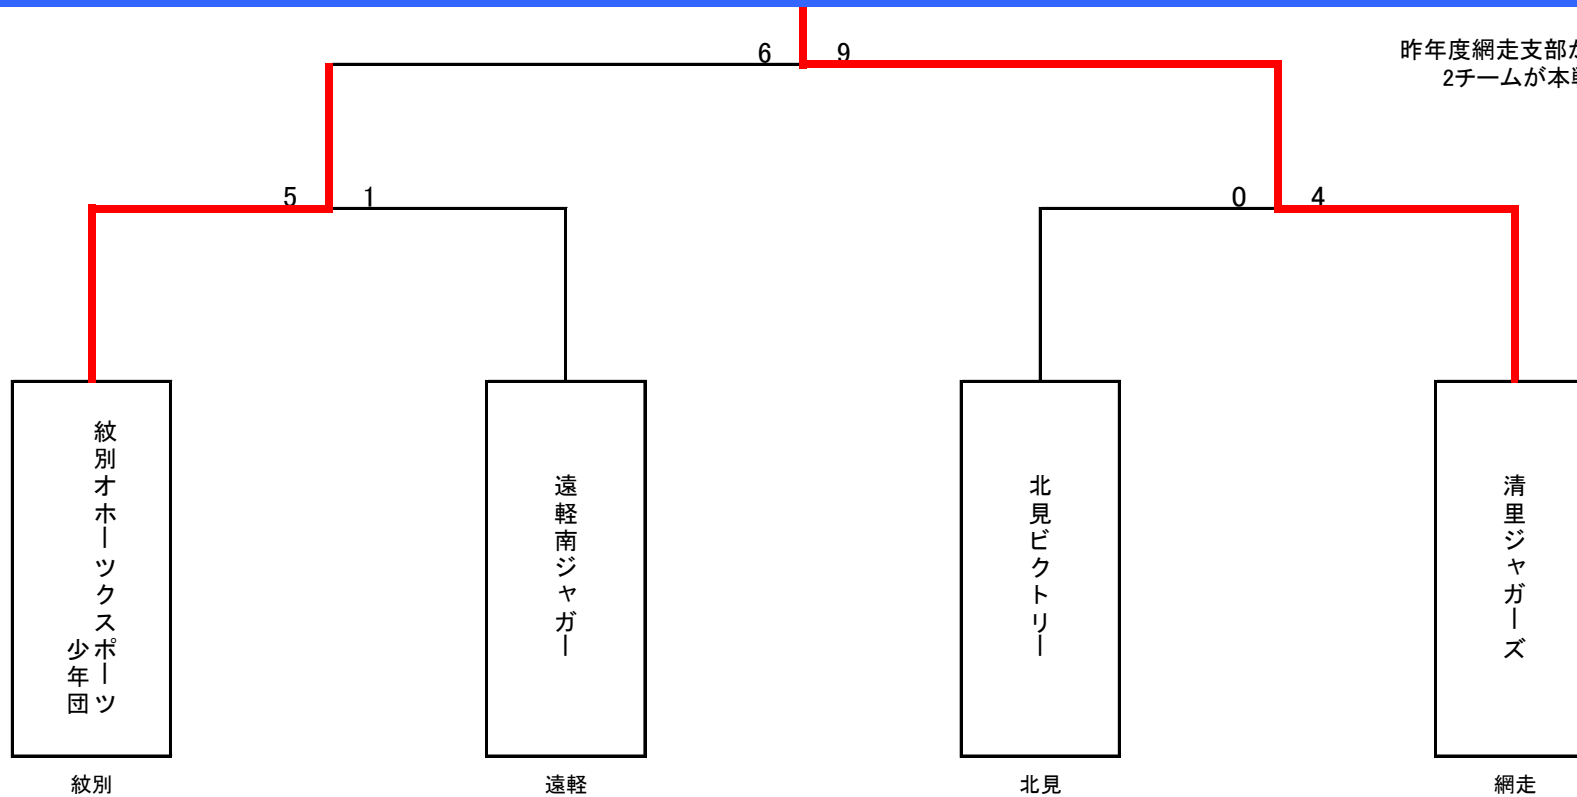 6 9
昨年度網走支部か
2チームが本戦
5 1
0 4
紋別オホーツクスポーツ
少年団
遠軽南ジャガー
北見ビクトリー
清里ジャガーズ
紋別
遠軽
北見
網走